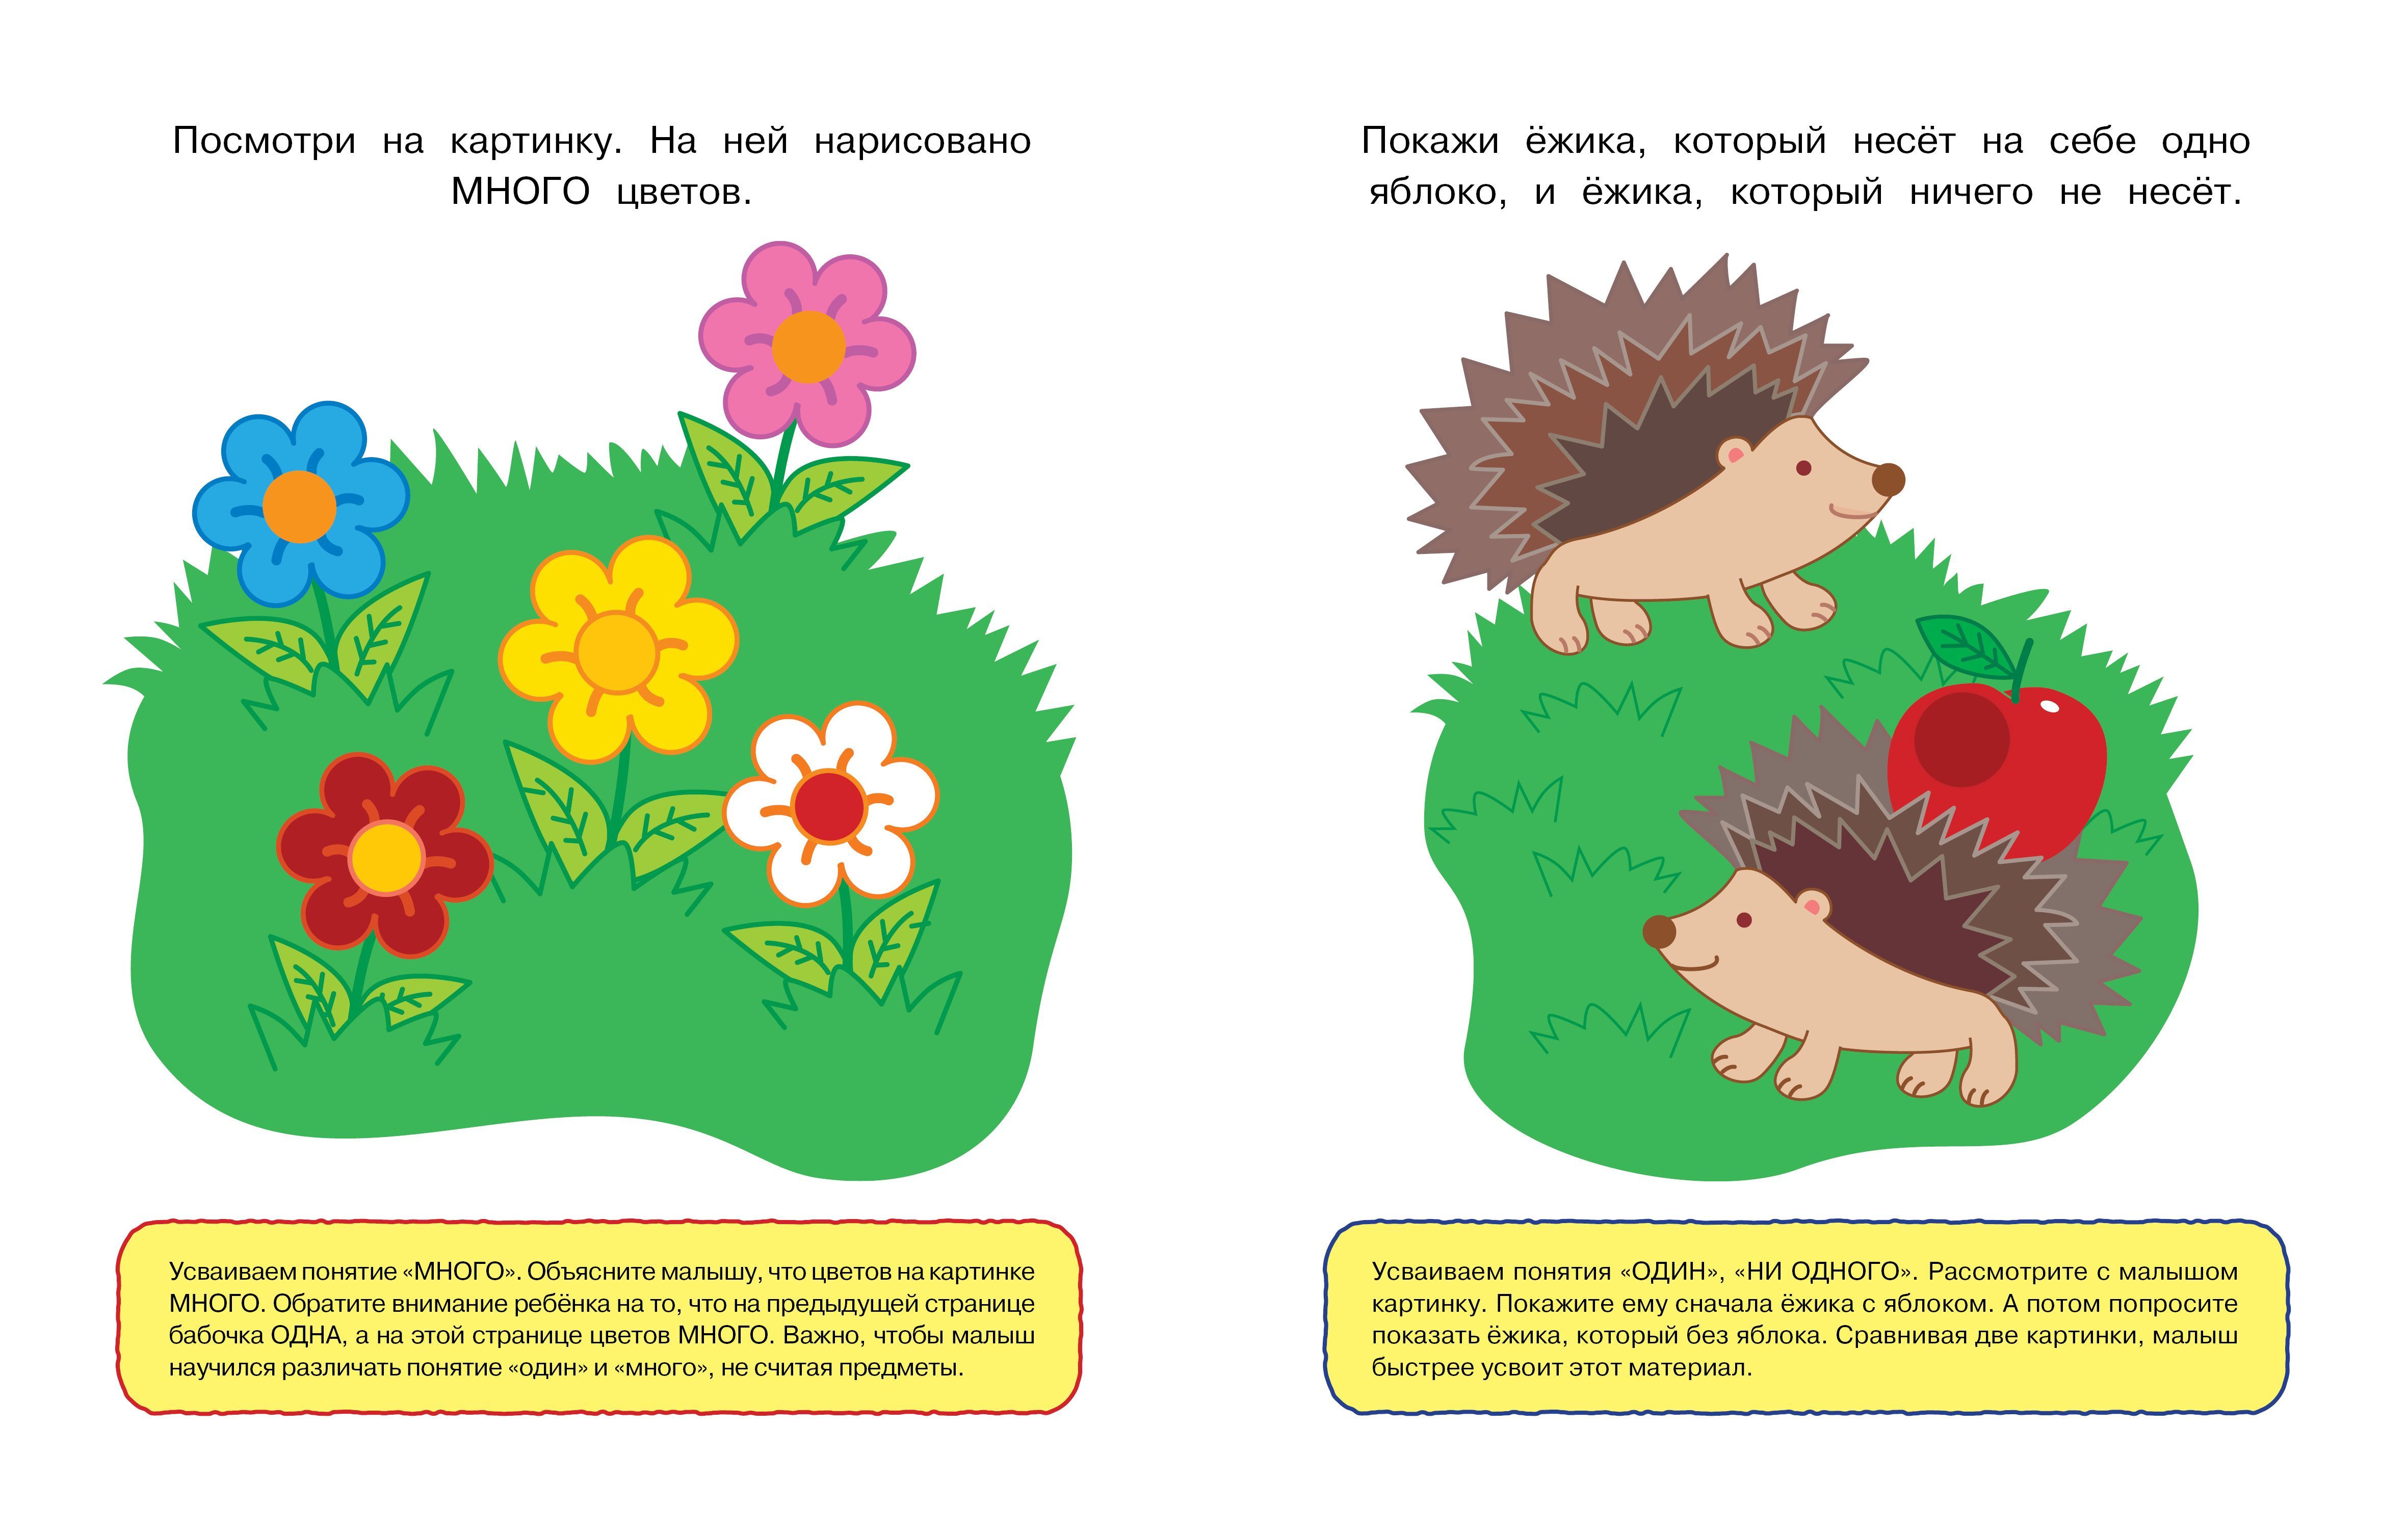 Посмотри на картинку. На ней нарисовано
МНОГО цветов.
Усваиваем понятие «МНОГО». Объясните малышу, что цветов на картинке
МНОГО. Обратите внимание ребёнка на то, что на предыдущей странице
бабочка ОДНА, а на этой странице цветов МНОГО. Важно, чтобы малыш
научился различать понятие «один» и «много», не считая предметы.
Покажи ёжика, который несёт на себе одно
яблоко, и ёжика, который ничего не несёт.
Усваиваем понятия «ОДИН», «НИ ОДНОГО». Рассмотрите с малышом
картинку. Покажите ему сначала ёжика с яблоком. А потом попросите
показать ёжика, который без яблока. Сравнивая две картинки, малыш
быстрее усвоит этот материал.